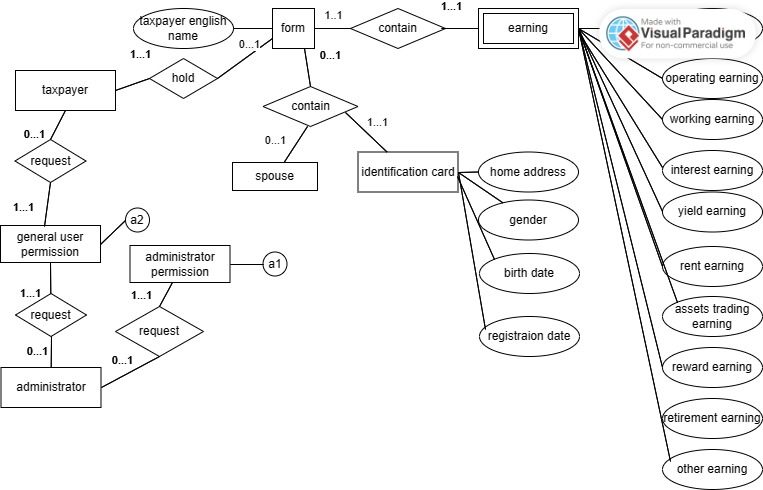 taxpayer english
name
form
1..1
contain
1...1
earning
Made with
Visual Paradigm
For non-commercial use
1...1
hold
0...1
0...1
operating earning
taxpayer
contain
working earning
0...1
1...1
request
0...1
spouse
identification card
home address
interest earning
1...1
a2
gender
yield earning
general user
permission
administrator
permission
a1
birth date
rent earning
1...1
request
1...1
request
registraion date
assets trading
earning
0...1
0...1
administrator
reward earning
retirement earning
other earning